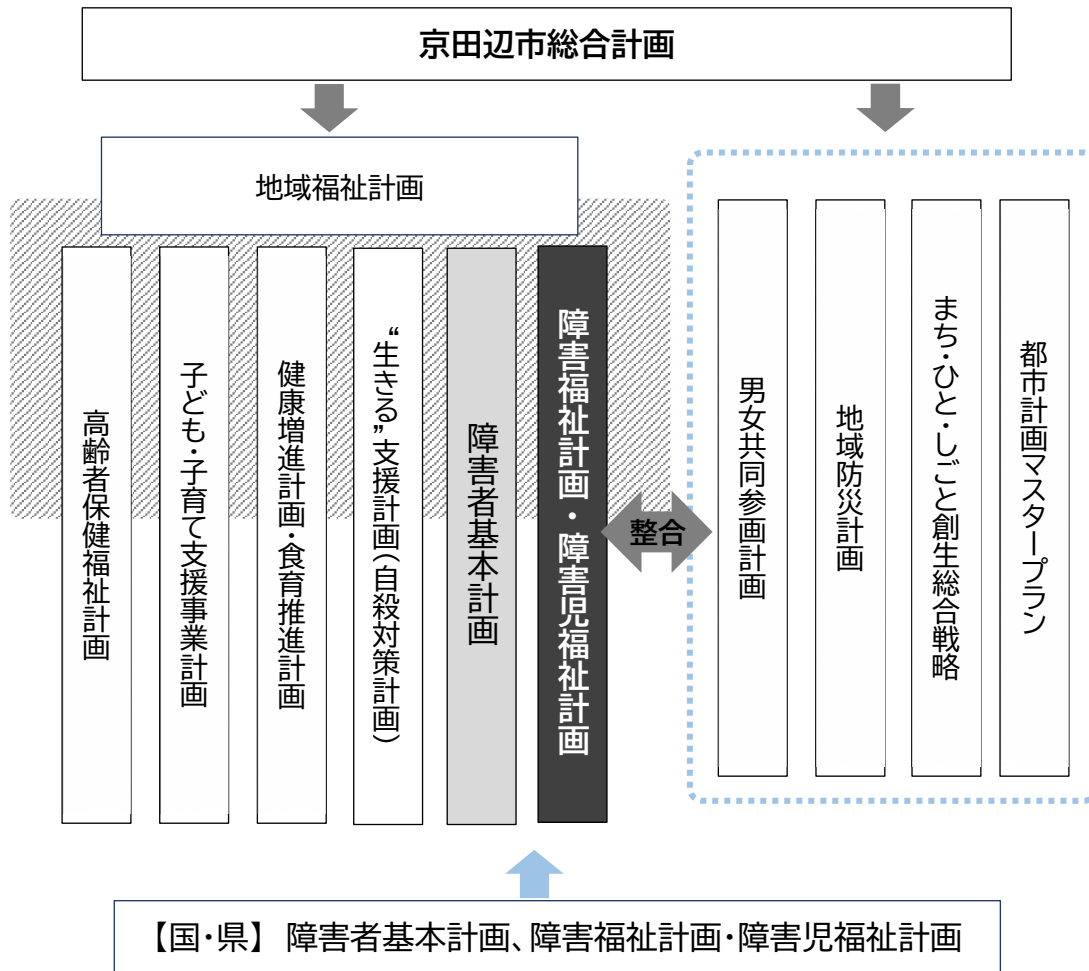 京田辺市総合計画
地域福祉計画
高齢者保健福祉計画
子ども・子育て支援事業計画
健康増進計画・食育推進計画
“生きる”支援計画（自殺対策計画）
障害者基本計画
障害福祉計画・障害児福祉計画
整合
男女共同参画計画
地域防災計画
まち・ひと・しごと創生総合戦略
都市計画マスタープラン
【国・県】 障害者基本計画、障害福祉計画・障害児福祉計画